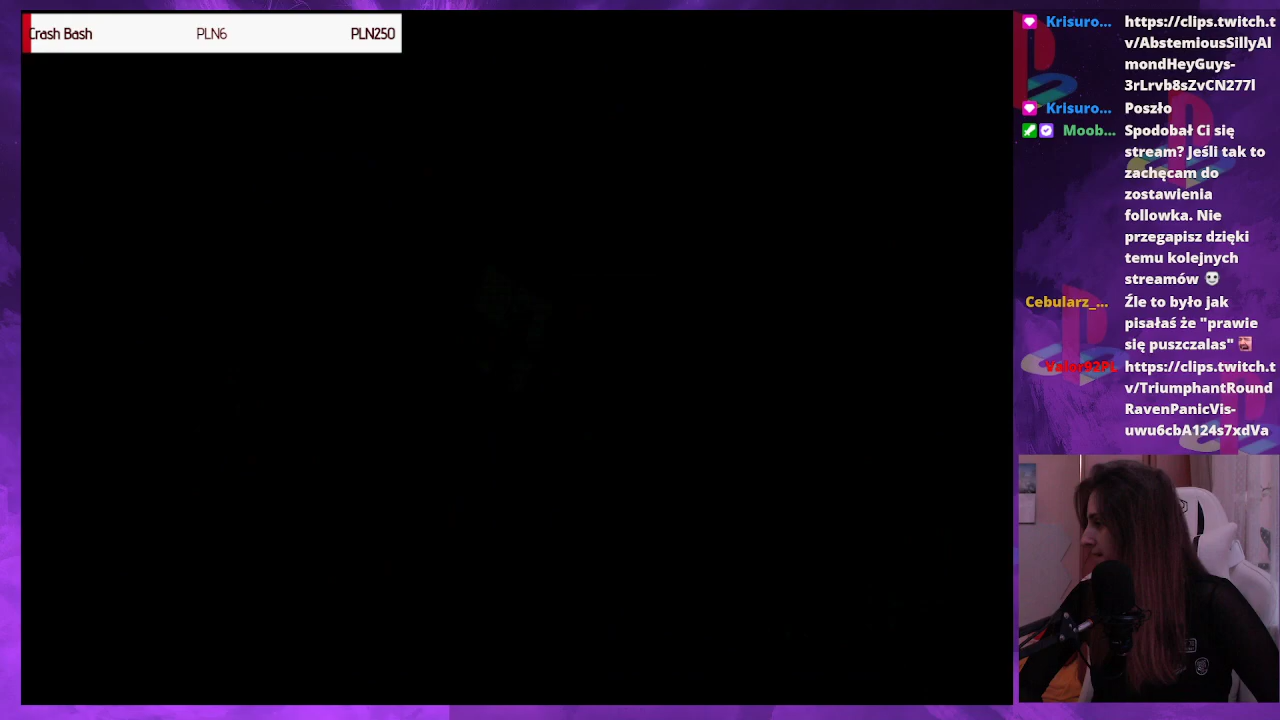 Crash Bash PLN6 PLN250
Krisuro... https://clips.twitch.t
v/AbstemiousSillyAl
mondHeyGuys-
3rLrvb8sZvCN277l
Krisuro... Poszło
Moob... Spodobał Ci się
stream? Jeśli tak to
zachęcam do
zostawienia
followka. Nie
przegapisz dzięki
temu kolejnych
streamów
Cebularz_... Źle to było jak
pisałaś że "prawie
się puszczalas"
Valor92PL https://clips.twitch.t
v/TriumphantRound
RavenPanicVis-
uwu6cbA124s7xdVa